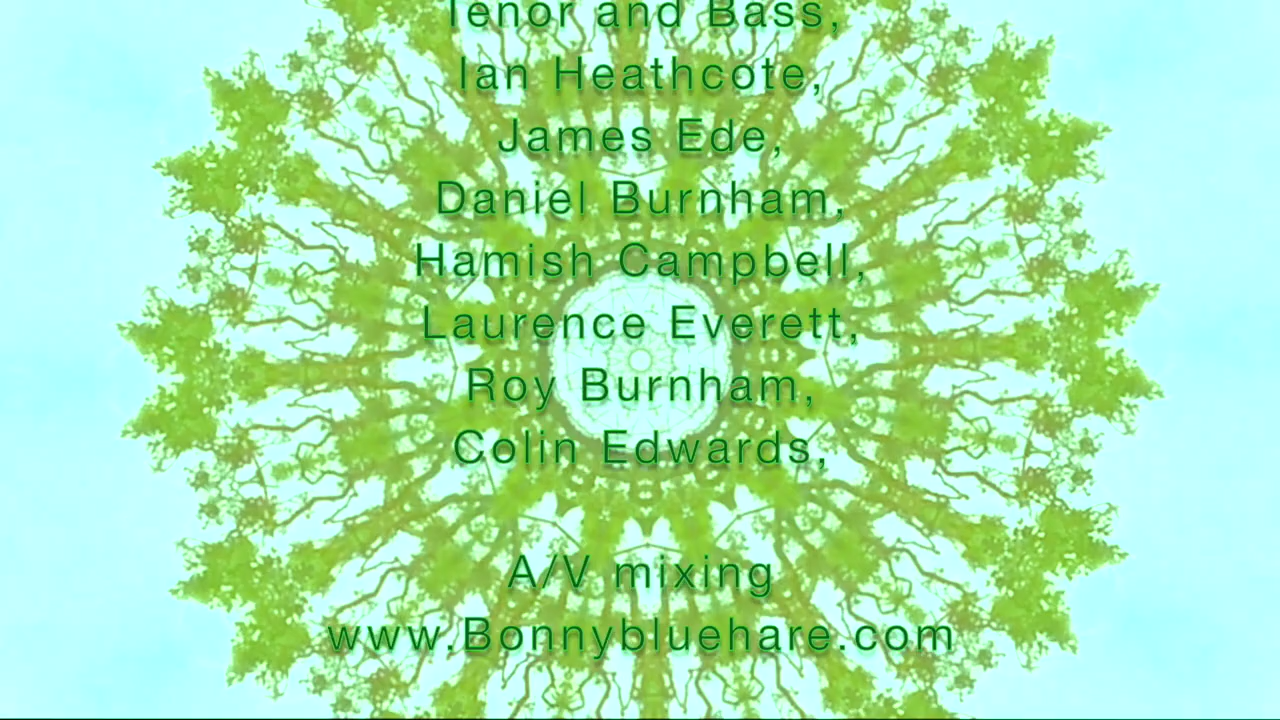 Tenor and Bass,
Ian Heathcote,
James Ede,
Daniel Burnham,
Hamish Campbell,
Laurence Everett,
Roy Burnham,
Colin Edwards,
A/V mixing
www.Bonnybluehare.com